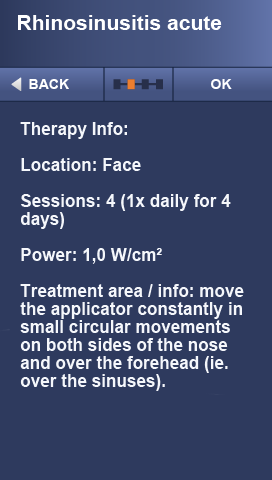 Rhinosinusitis acute
BACK
OK
Therapy Info:
Location: Face
Sessions: 4 (1x daily for 4
days)
Power: 1,0 W/cm²
Treatment area / info: move
the applicator constantly in
small circular movements
on both sides of the nose
and over the forehead (ie.
over the sinuses).